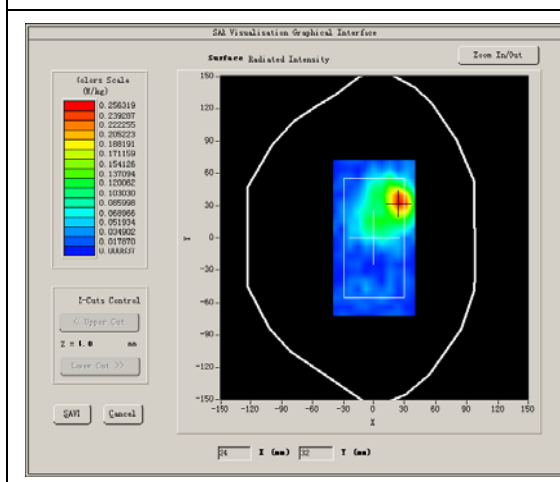 SAR Visualisation Graphical Interface
Surface Radiated Intensity
Zoom In/Out
Colors Scale
(W/kg)
0.256319
0.239287
0.222255
0.205223
0.188191
0.171159
0.154126
0.137094
0.120062
0.103030
0.085998
0.068966
0.051934
0.034902
0.017870
0.000837
Z-Cuts Control
<< Upper Cut
Z = 4.0 mm
Lower Cut >>
SAVI
Cancel
150
120
90
60
30
0
-30
-60
-90
-120
-150
Y
-150 -120 -90 -60 -30 0 30 60 90 120 150
X
24 X (mm) 32 Y (mm)